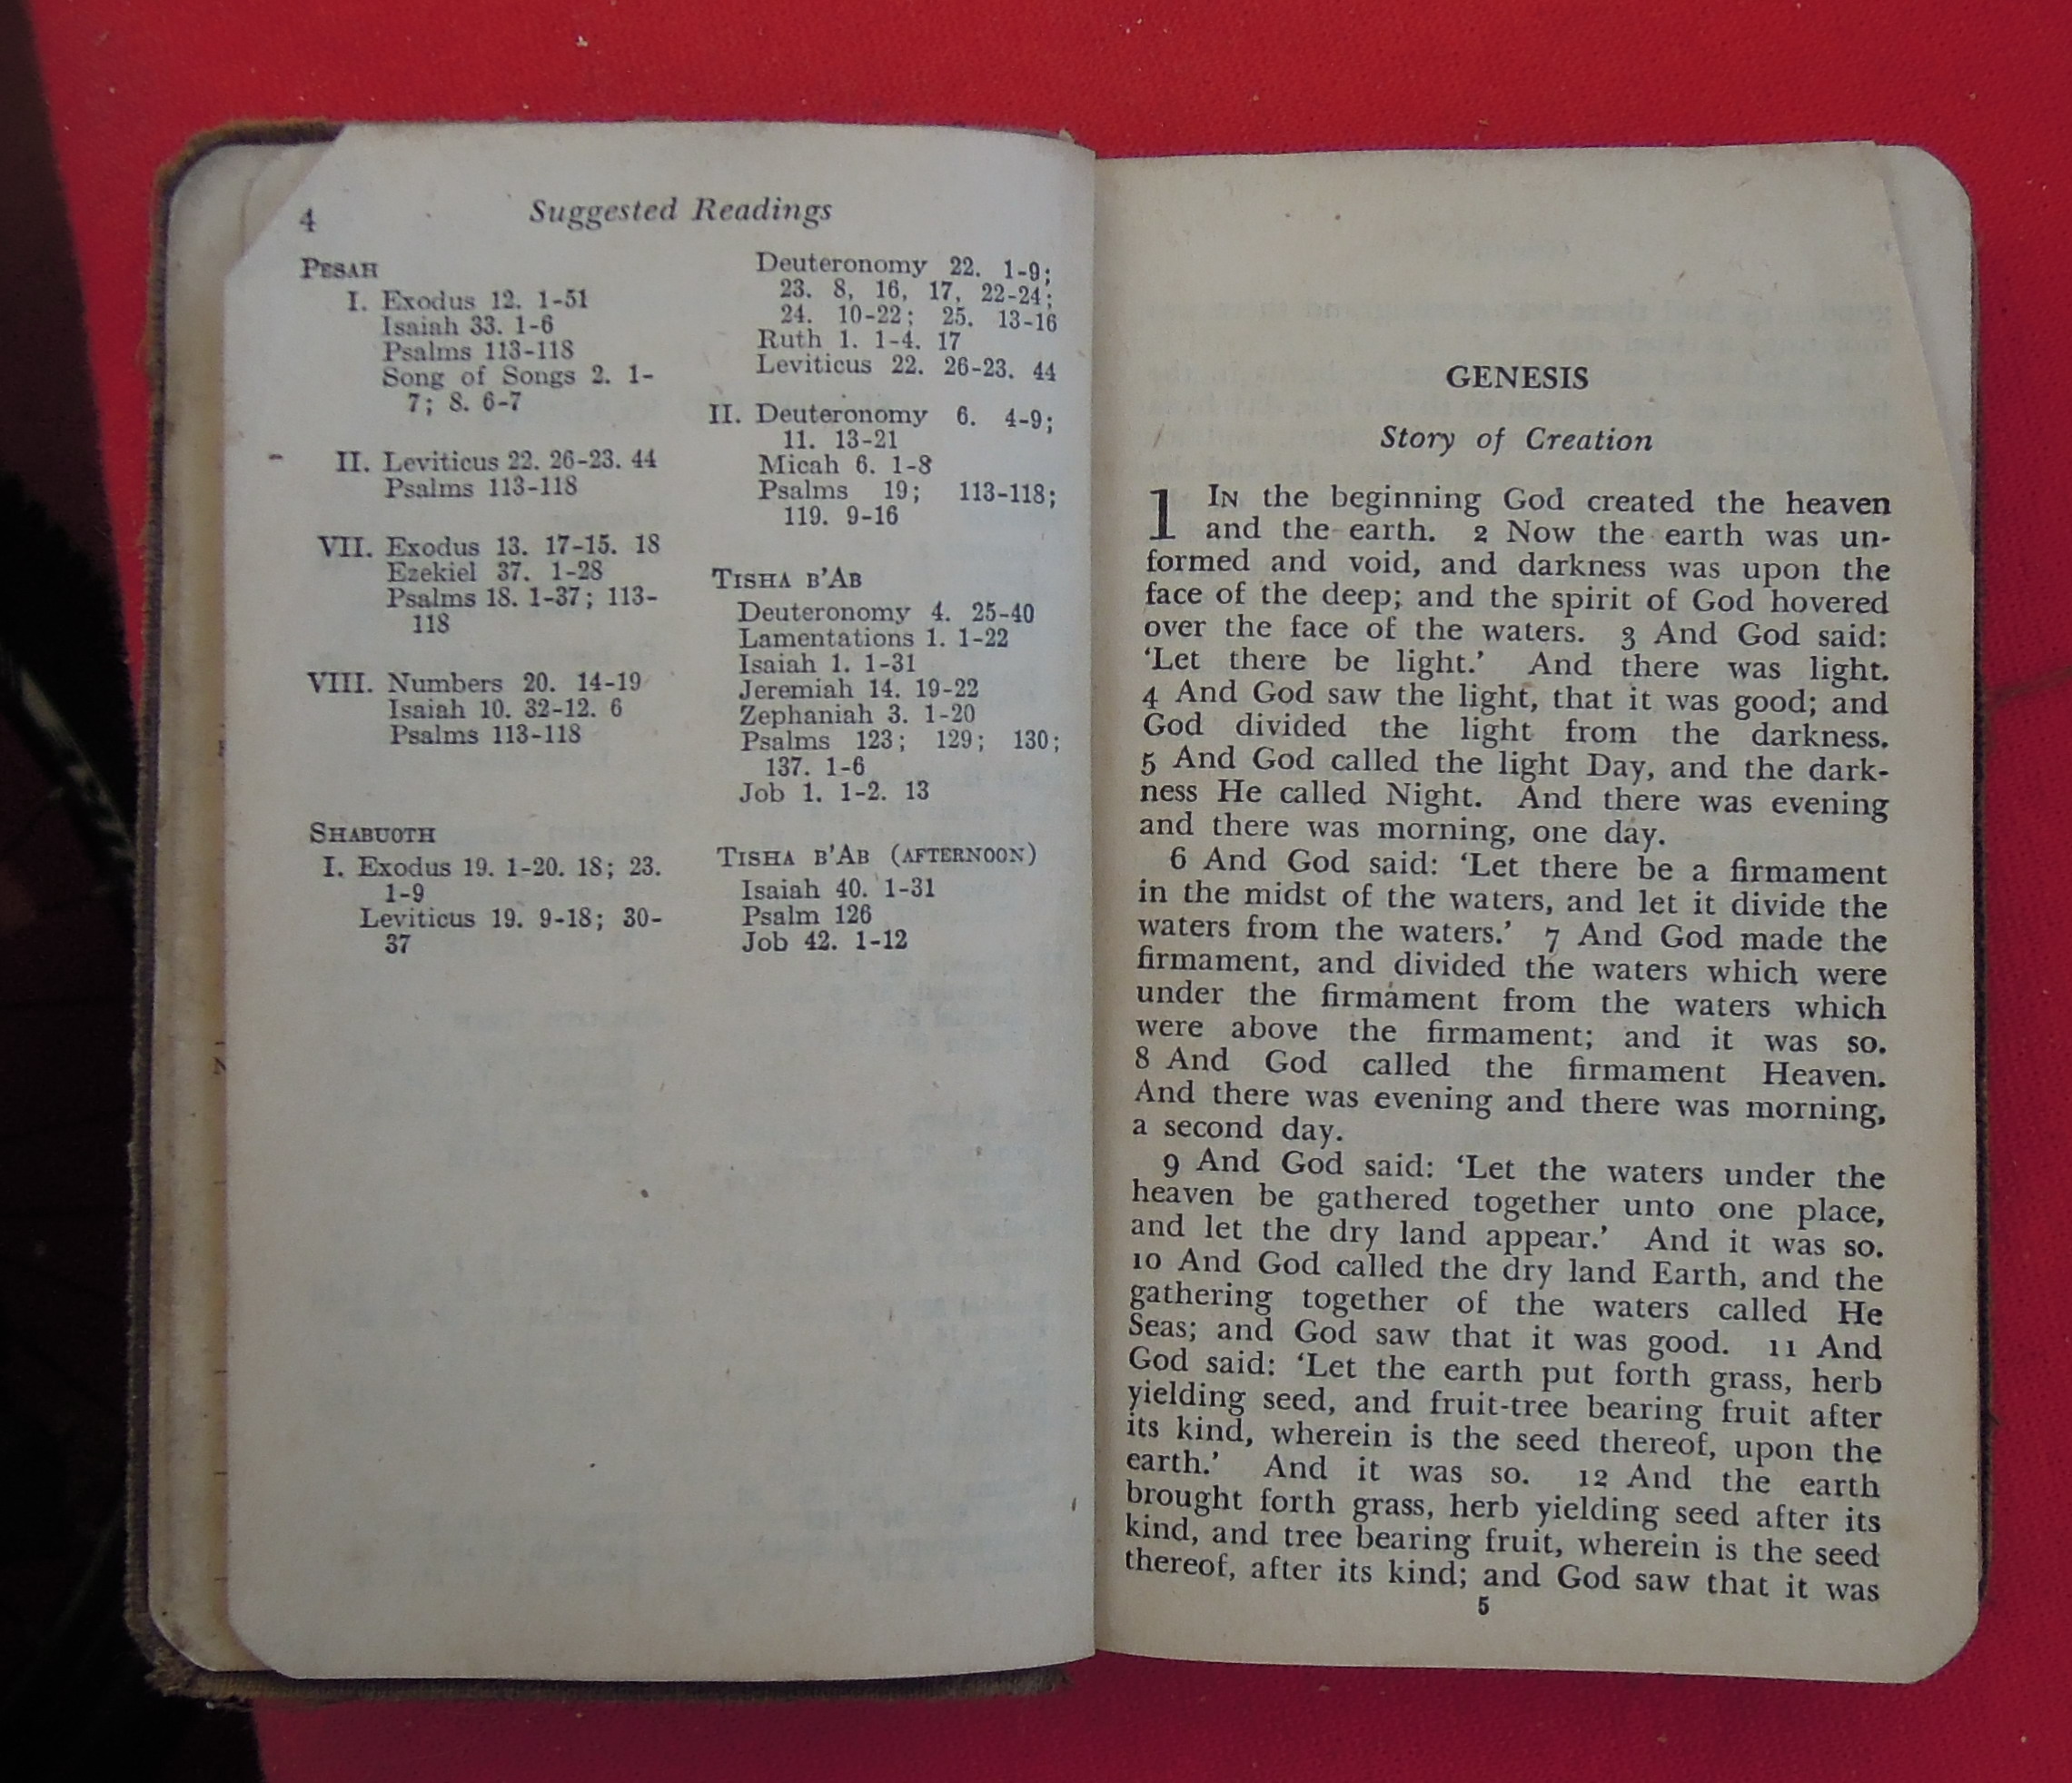 4
Suggested Readings
PESAH
I. Exodus 12. 1-51
Isaiah 33. 1-6
Psalms 113-118
Song of Songs 2. 1-
7; 8. 6-7
II. Leviticus 22. 26-23. 44
Psalms 113-118
VII. Exodus 13. 17-15. 18
Ezekiel 37. 1-28
Psalms 18. 1-37; 113-
118
VIII. Numbers 20. 14-19
Isaiah 10. 32-12. 6
Psalms 113-118
SHABUOTH
I. Exodus 19. 1-20. 18; 23.
1-9
Leviticus 19. 9-18; 30-
37
Deuteronomy 22. 1-9;
23. 8, 16, 17, 22-24;
24. 10-22; 25. 13-16
Ruth 1. 1-4. 17
Leviticus 22. 26-23. 44
II. Deuteronomy 6. 4-9;
11. 13-21
Micah 6. 1-8
Psalms 19; 113-118;
119. 9-16
TISHA B'AB
Deuteronomy 4. 25-40
Lamentations 1. 1-22
Isaiah 1. 1-31
Jeremiah 14. 19-22
Zephaniah 3. 1-20
Psalms 123; 129; 130;
137. 1-6
Job 1. 1-2. 13
TISHA B'AB (AFTERNOON)
Isaiah 40. 1-31
Psalm 126
Job 42. 1-12
GENESIS
Story of Creation
1 IN the beginning God created the heaven
and the earth. 2 Now the earth was un-
formed and void, and darkness was upon the
face of the deep; and the spirit of God hovered
over the face of the waters. 3 And God said:
'Let there be light.' And there was light.
4 And God saw the light, that it was good; and
God divided the light from the darkness.
5 And God called the light Day, and the dark-
ness He called Night. And there was evening
and there was morning, one day.
6 And God said: 'Let there be a firmament
in the midst of the waters, and let it divide the
waters from the waters.' 7 And God made the
firmament, and divided the waters which were
under the firmament from the waters which
were above the firmament; and it was so.
8 And God called the firmament Heaven.
And there was evening and there was morning,
a second day.
9 And God said: 'Let the waters under the
heaven be gathered together unto one place,
and let the dry land appear.' And it was so.
10 And God called the dry land Earth, and the
gathering together of the waters called He
Seas; and God saw that it was good. 11 And
God said: 'Let the earth put forth grass, herb
yielding seed, and fruit-tree bearing fruit after
its kind, wherein is the seed thereof, upon the
earth.' And it was so. 12 And the earth
brought forth grass, herb yielding seed after its
kind, and tree bearing fruit, wherein is the seed
thereof, after its kind; and God saw that it was
5